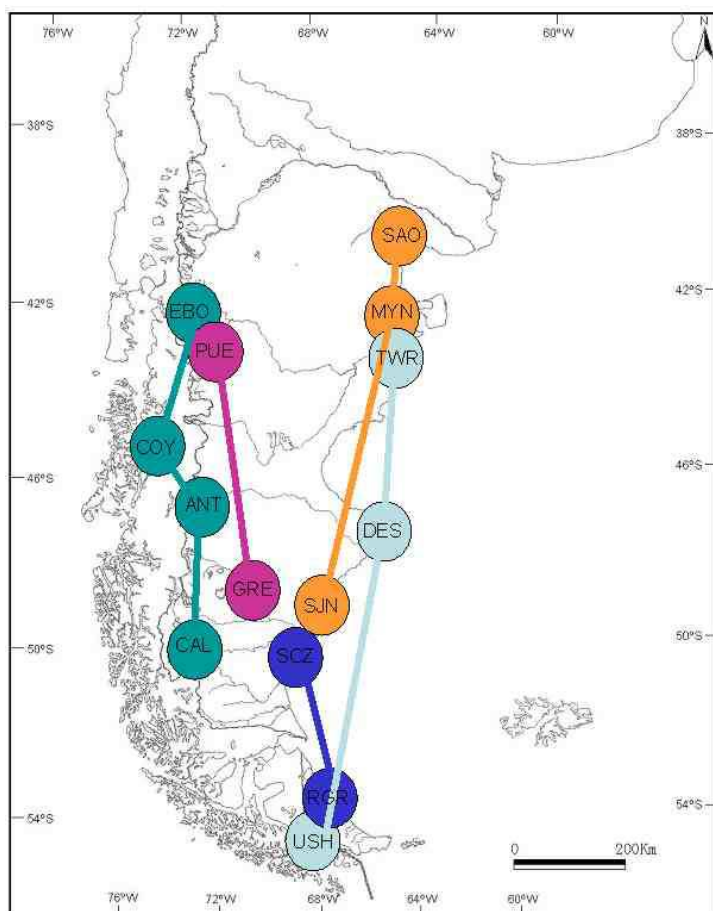 76°W 72°W 68°W 64°W 60°W
N
38°S 38°S
SAO
42°S 42°S
EBO MYN
PUE TWR
COY
46°S 46°S
ANT
DES
GRE
SJN
50°S 50°S
CAL SCZ
RGR
54°S 54°S
USH
0 200Km
76°W 70°W 68°W 64°W 60°W